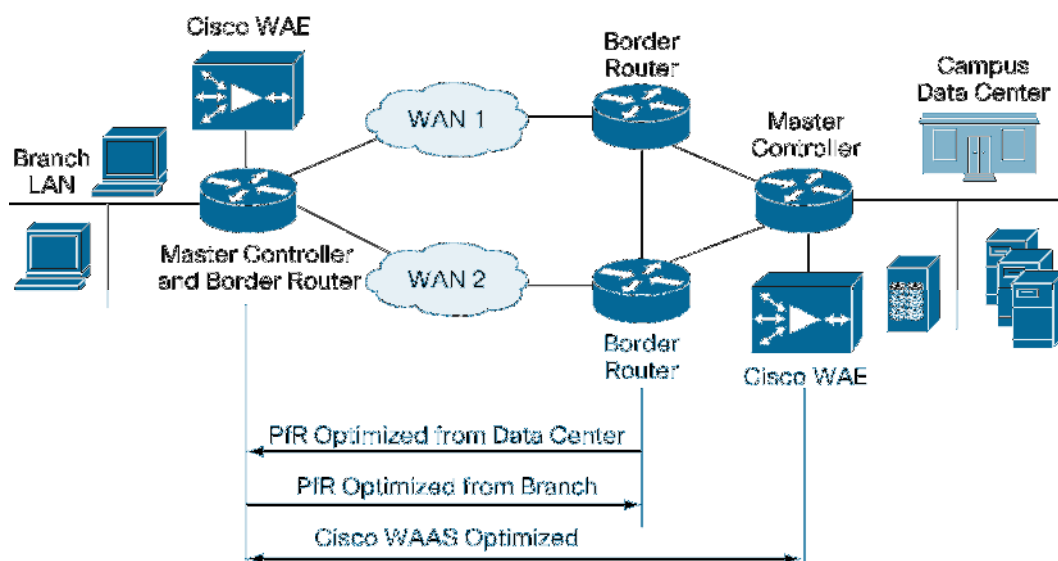 Cisco WAE
Border
Router
Campus
Data Center
WAN 1
Master
Controller
Branch
LAN
Master Controller
and Border Router
WAN 2
Border
Router
Cisco WAE
PfR Optimized from Data Center
PfR Optimized from Branch
Cisco WAAS Optimized